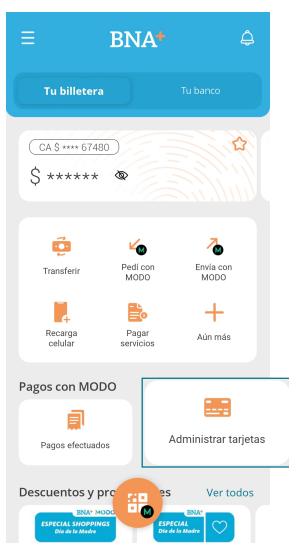 BNA+
Tu billetera
Tu banco
CA $ **** 67480
$ ******
Transferir
Pedí con
MODO
Envía con
MODO
Recarga
celular
Pagar
servicios
Aún más
Pagos con MODO
Pagos efectuados
Administrar tarjetas
Descuentos y pro es
Ver todos
BNA+ MODO
ESPECIAL SHOPPINGS
Día de la Madre
BNA+
ESPECIAL
Día de la Madre